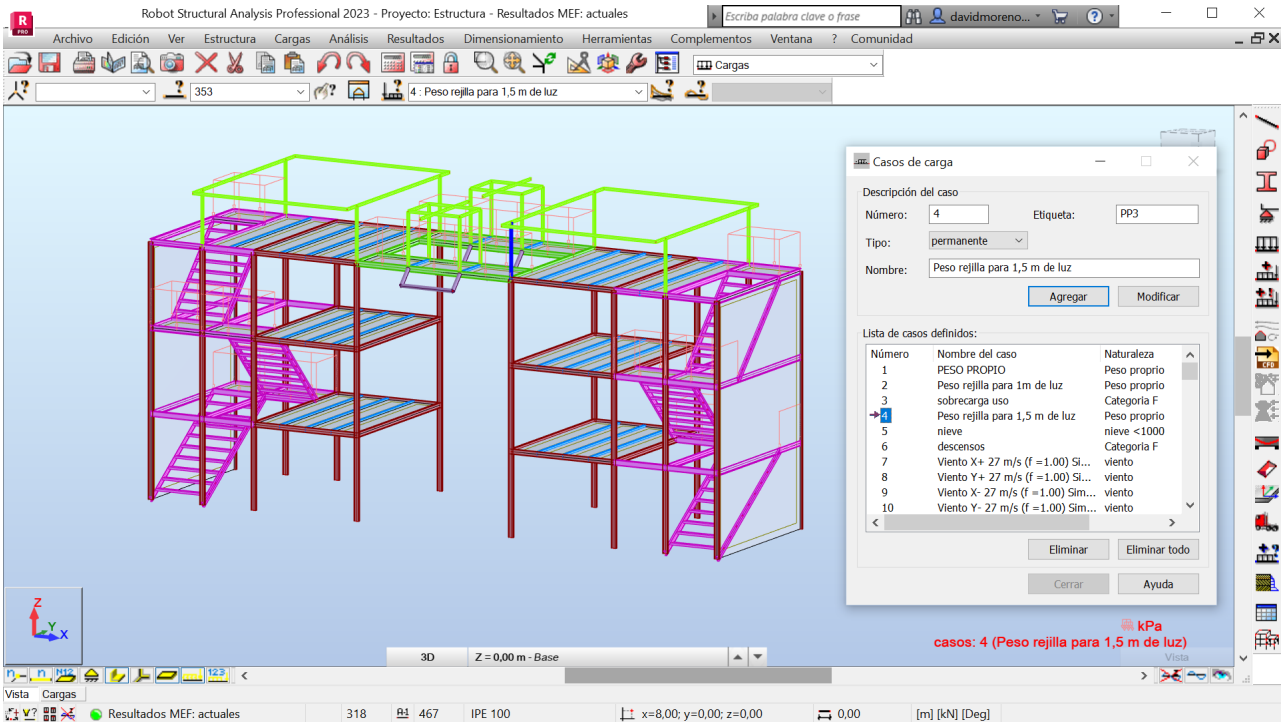 Robot Structural Analysis Professional 2023 - Proyecto: Estructura - Resultados MEF: actuales
Escriba palabra clave o frase
davidmoreno...
R
PRO
Archivo Edición Ver Estructura Cargas Análisis Resultados Dimensionamiento Herramientas Complementos Ventana ? Comunidad
Cargas
353
4 : Peso rejilla para 1,5 m de luz
Casos de carga
Descripción del caso
Número: 4 Etiqueta: PP3
Tipo: permanente
Nombre: Peso rejilla para 1,5 m de luz
Agregar Modificar
Lista de casos definidos:
Número Nombre del caso Naturaleza
1 PESO PROPIO Peso proprio
2 Peso rejilla para 1m de luz Peso proprio
3 sobrecarga uso Categoria F
4 Peso rejilla para 1,5 m de luz Peso proprio
5 nieve nieve <1000
6 descensos Categoria F
7 Viento X+ 27 m/s (f =1.00) Si... viento
8 Viento Y+ 27 m/s (f =1.00) Si... viento
9 Viento X- 27 m/s (f =1.00) Sim... viento
10 Viento Y- 27 m/s (f =1.00) Sim... viento
Eliminar Eliminar todo
Cerrar Ayuda
CFD
Z
Y
X
kPa
casos: 4 (Peso rejilla para 1,5 m de luz)
Vista
3D Z = 0,00 m - Base
n n N12 123
Vista Cargas
Resultados MEF: actuales 318 467 IPE 100 x=8,00; y=0,00; z=0,00 0,00 [m] [kN] [Deg]